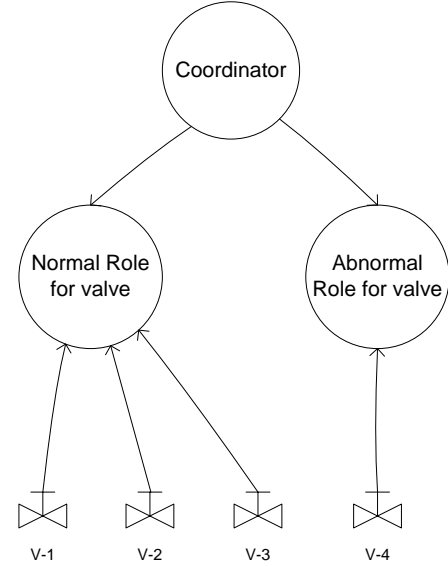 Coordinator
Normal Role
for valve
Abnormal
Role for valve
V-1
V-2
V-3
V-4